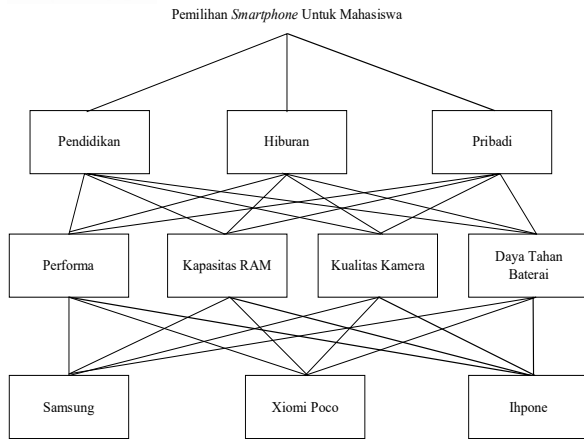 Pemilihan Smartphone Untuk Mahasiswa
Pendidikan
Hiburan
Pribadi
Performa
Kapasitas RAM
Kualitas Kamera
Daya Tahan
Baterai
Samsung
Xiomi Poco
Ihpone